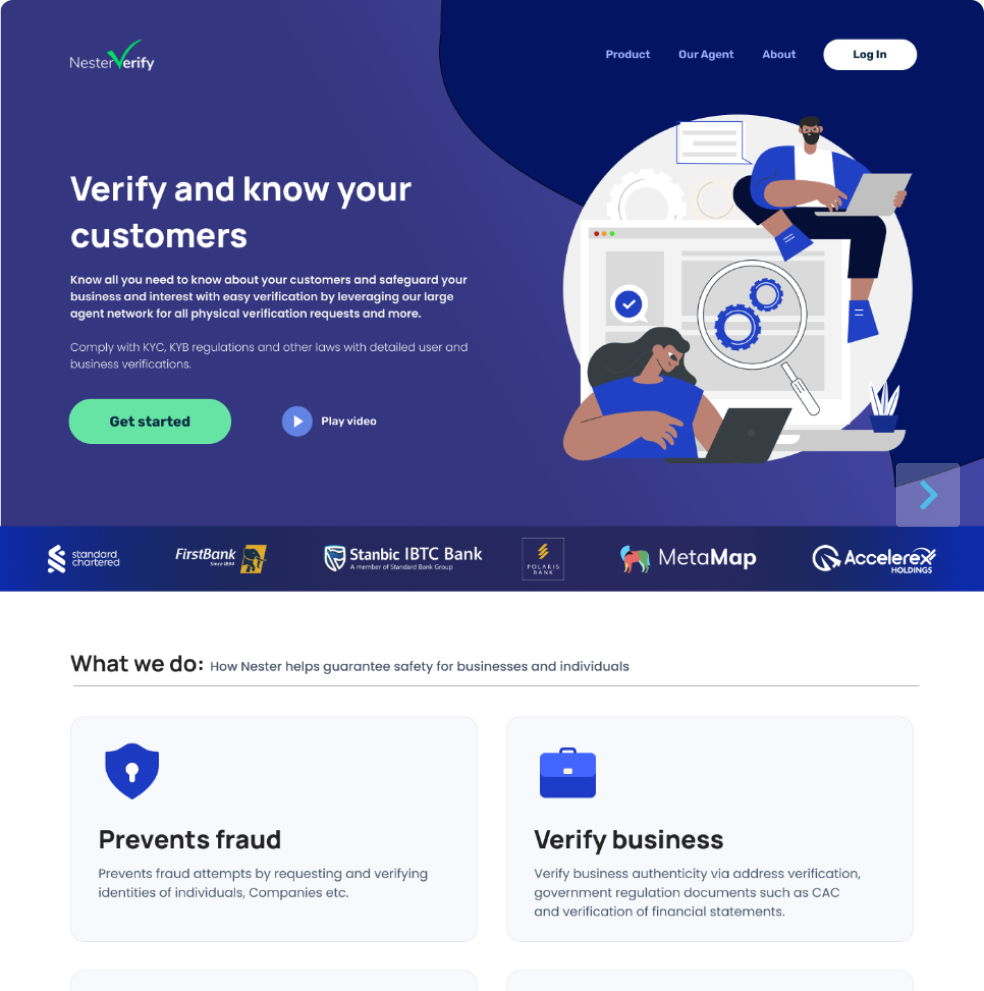 NesterVerify
Product Our Agent About Log In
Verify and know your
customers
Know all you need to know about your customers and safeguard your
business and interest with easy verification by leveraging our large
agent network for all physical verification requests and more.
Comply with KYC, KYB regulations and other laws with detailed user and
business verifications.
Get started Play video
standard
chartered
FirstBank
Since 1894
Stanbic IBTC Bank
A member of Standard Bank Group
POLARIS
BANK
MetaMap
Accelerex
HOLDINGS
What we do: How Nester helps guarantee safety for businesses and individuals
Prevents fraud
Prevents fraud attempts by requesting and verifying
identities of individuals, Companies etc.
Verify business
Verify business authenticity via address verification,
government regulation documents such as CAC
and verification of financial statements.